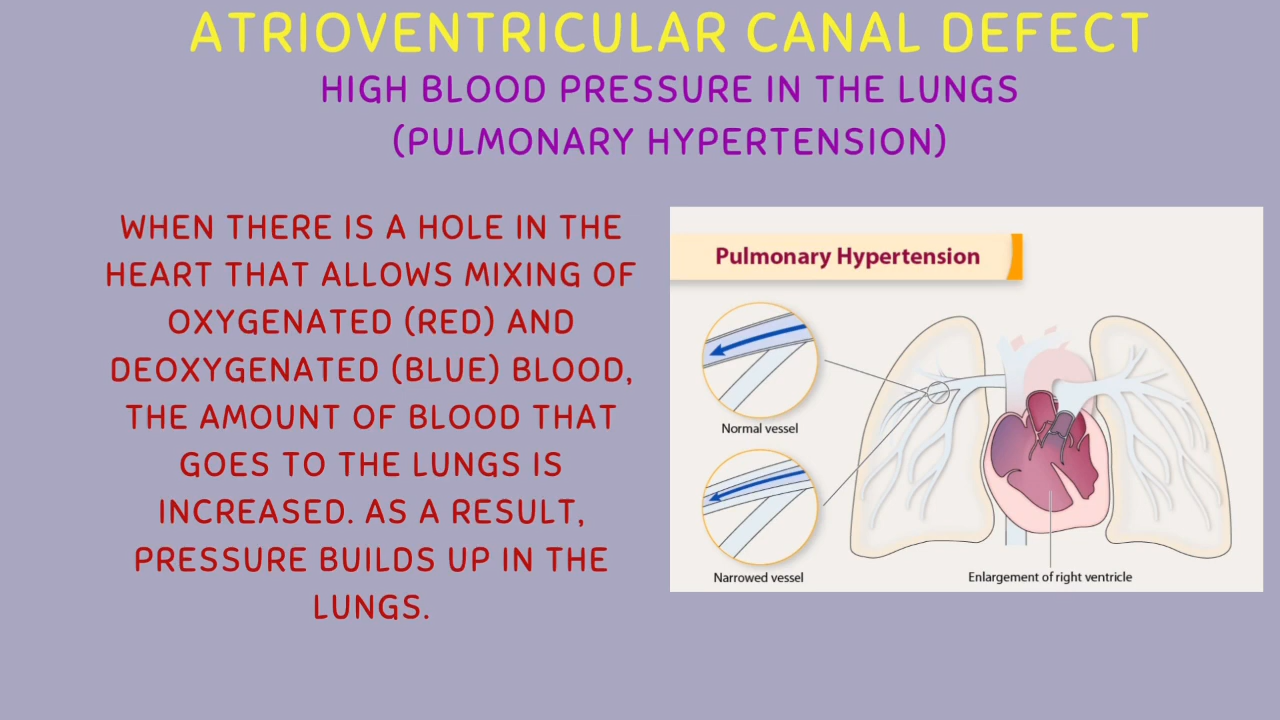 ATRIOVENTRICULAR CANAL DEFECT
HIGH BLOOD PRESSURE IN THE LUNGS
(PULMONARY HYPERTENSION)
WHEN THERE IS A HOLE IN THE
HEART THAT ALLOWS MIXING OF
OXYGENATED (RED) AND
DEOXYGENATED (BLUE) BLOOD,
THE AMOUNT OF BLOOD THAT
GOES TO THE LUNGS IS
INCREASED. AS A RESULT,
PRESSURE BUILDS UP IN THE
LUNGS.
Pulmonary Hypertension
Normal vessel
Narrowed vessel
Enlargement of right ventricle